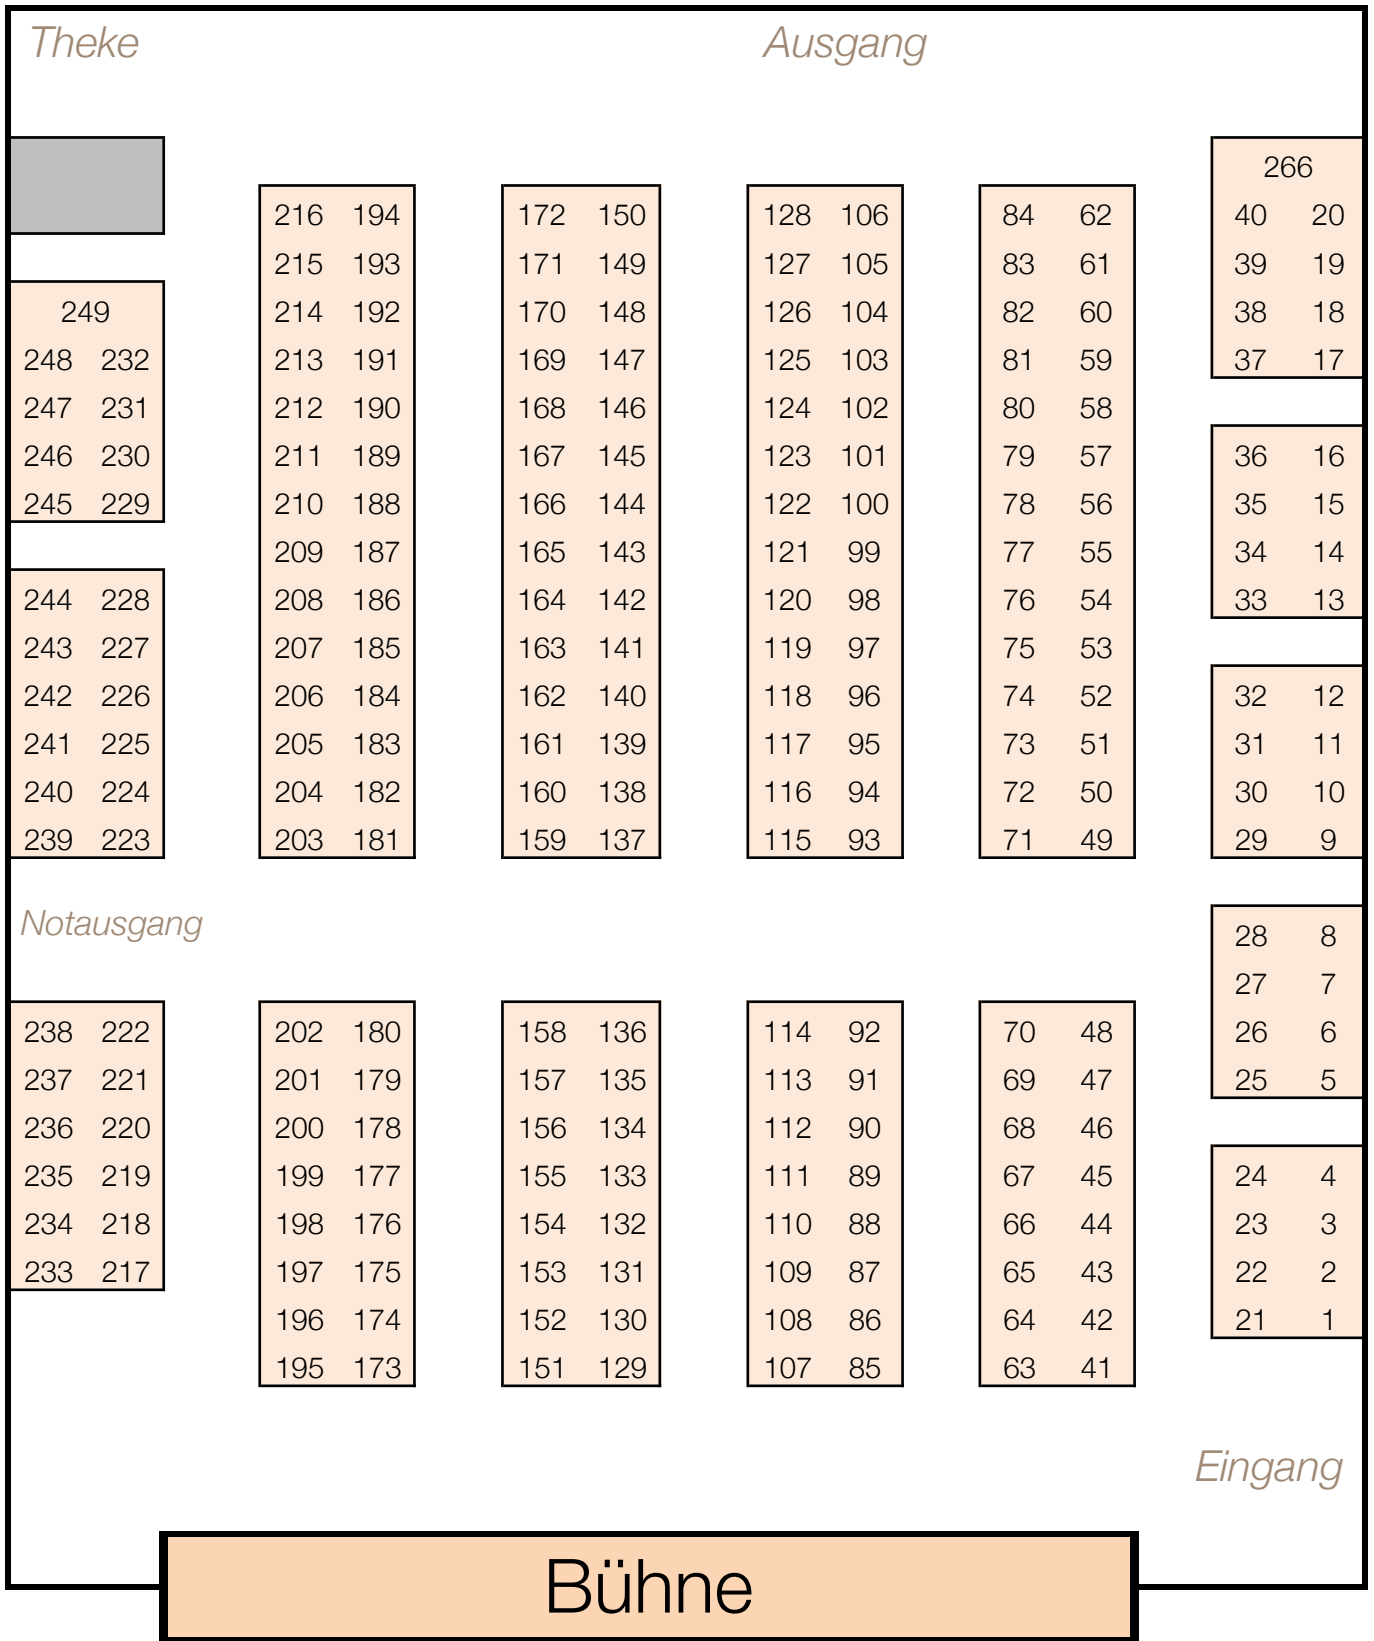 Theke Ausgang
266
216 194 172 150 128 106 84 62 40 20
215 193 171 149 127 105 83 61 39 19
249 214 192 170 148 126 104 82 60 38 18
248 232 213 191 169 147 125 103 81 59 37 17
247 231 212 190 168 146 124 102 80 58
246 230 211 189 167 145 123 101 79 57 36 16
245 229 210 188 166 144 122 100 78 56 35 15
209 187 165 143 121 99 77 55 34 14
244 228 208 186 164 142 120 98 76 54 33 13
243 227 207 185 163 141 119 97 75 53
242 226 206 184 162 140 118 96 74 52 32 12
241 225 205 183 161 139 117 95 73 51 31 11
240 224 204 182 160 138 116 94 72 50 30 10
239 223 203 181 159 137 115 93 71 49 29 9
Notausgang 28 8
27 7
238 222 202 180 158 136 114 92 70 48 26 6
237 221 201 179 157 135 113 91 69 47 25 5
236 220 200 178 156 134 112 90 68 46
235 219 199 177 155 133 111 89 67 45 24 4
234 218 198 176 154 132 110 88 66 44 23 3
233 217 197 175 153 131 109 87 65 43 22 2
196 174 152 130 108 86 64 42 21 1
195 173 151 129 107 85 63 41
Eingang
Bühne